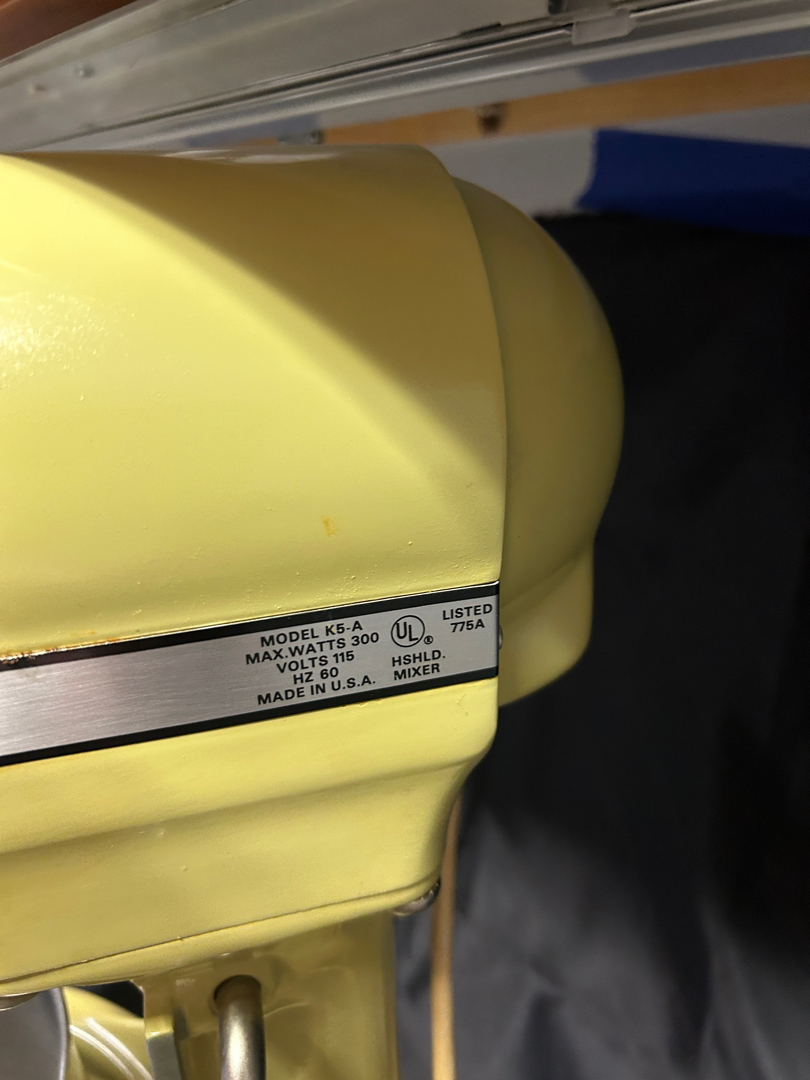 MODEL K5-A
MAX.WATTS 300
VOLTS 115
HZ 60
MADE IN U.S.A.
UL®
HSHLD.
MIXER
LISTED
775A